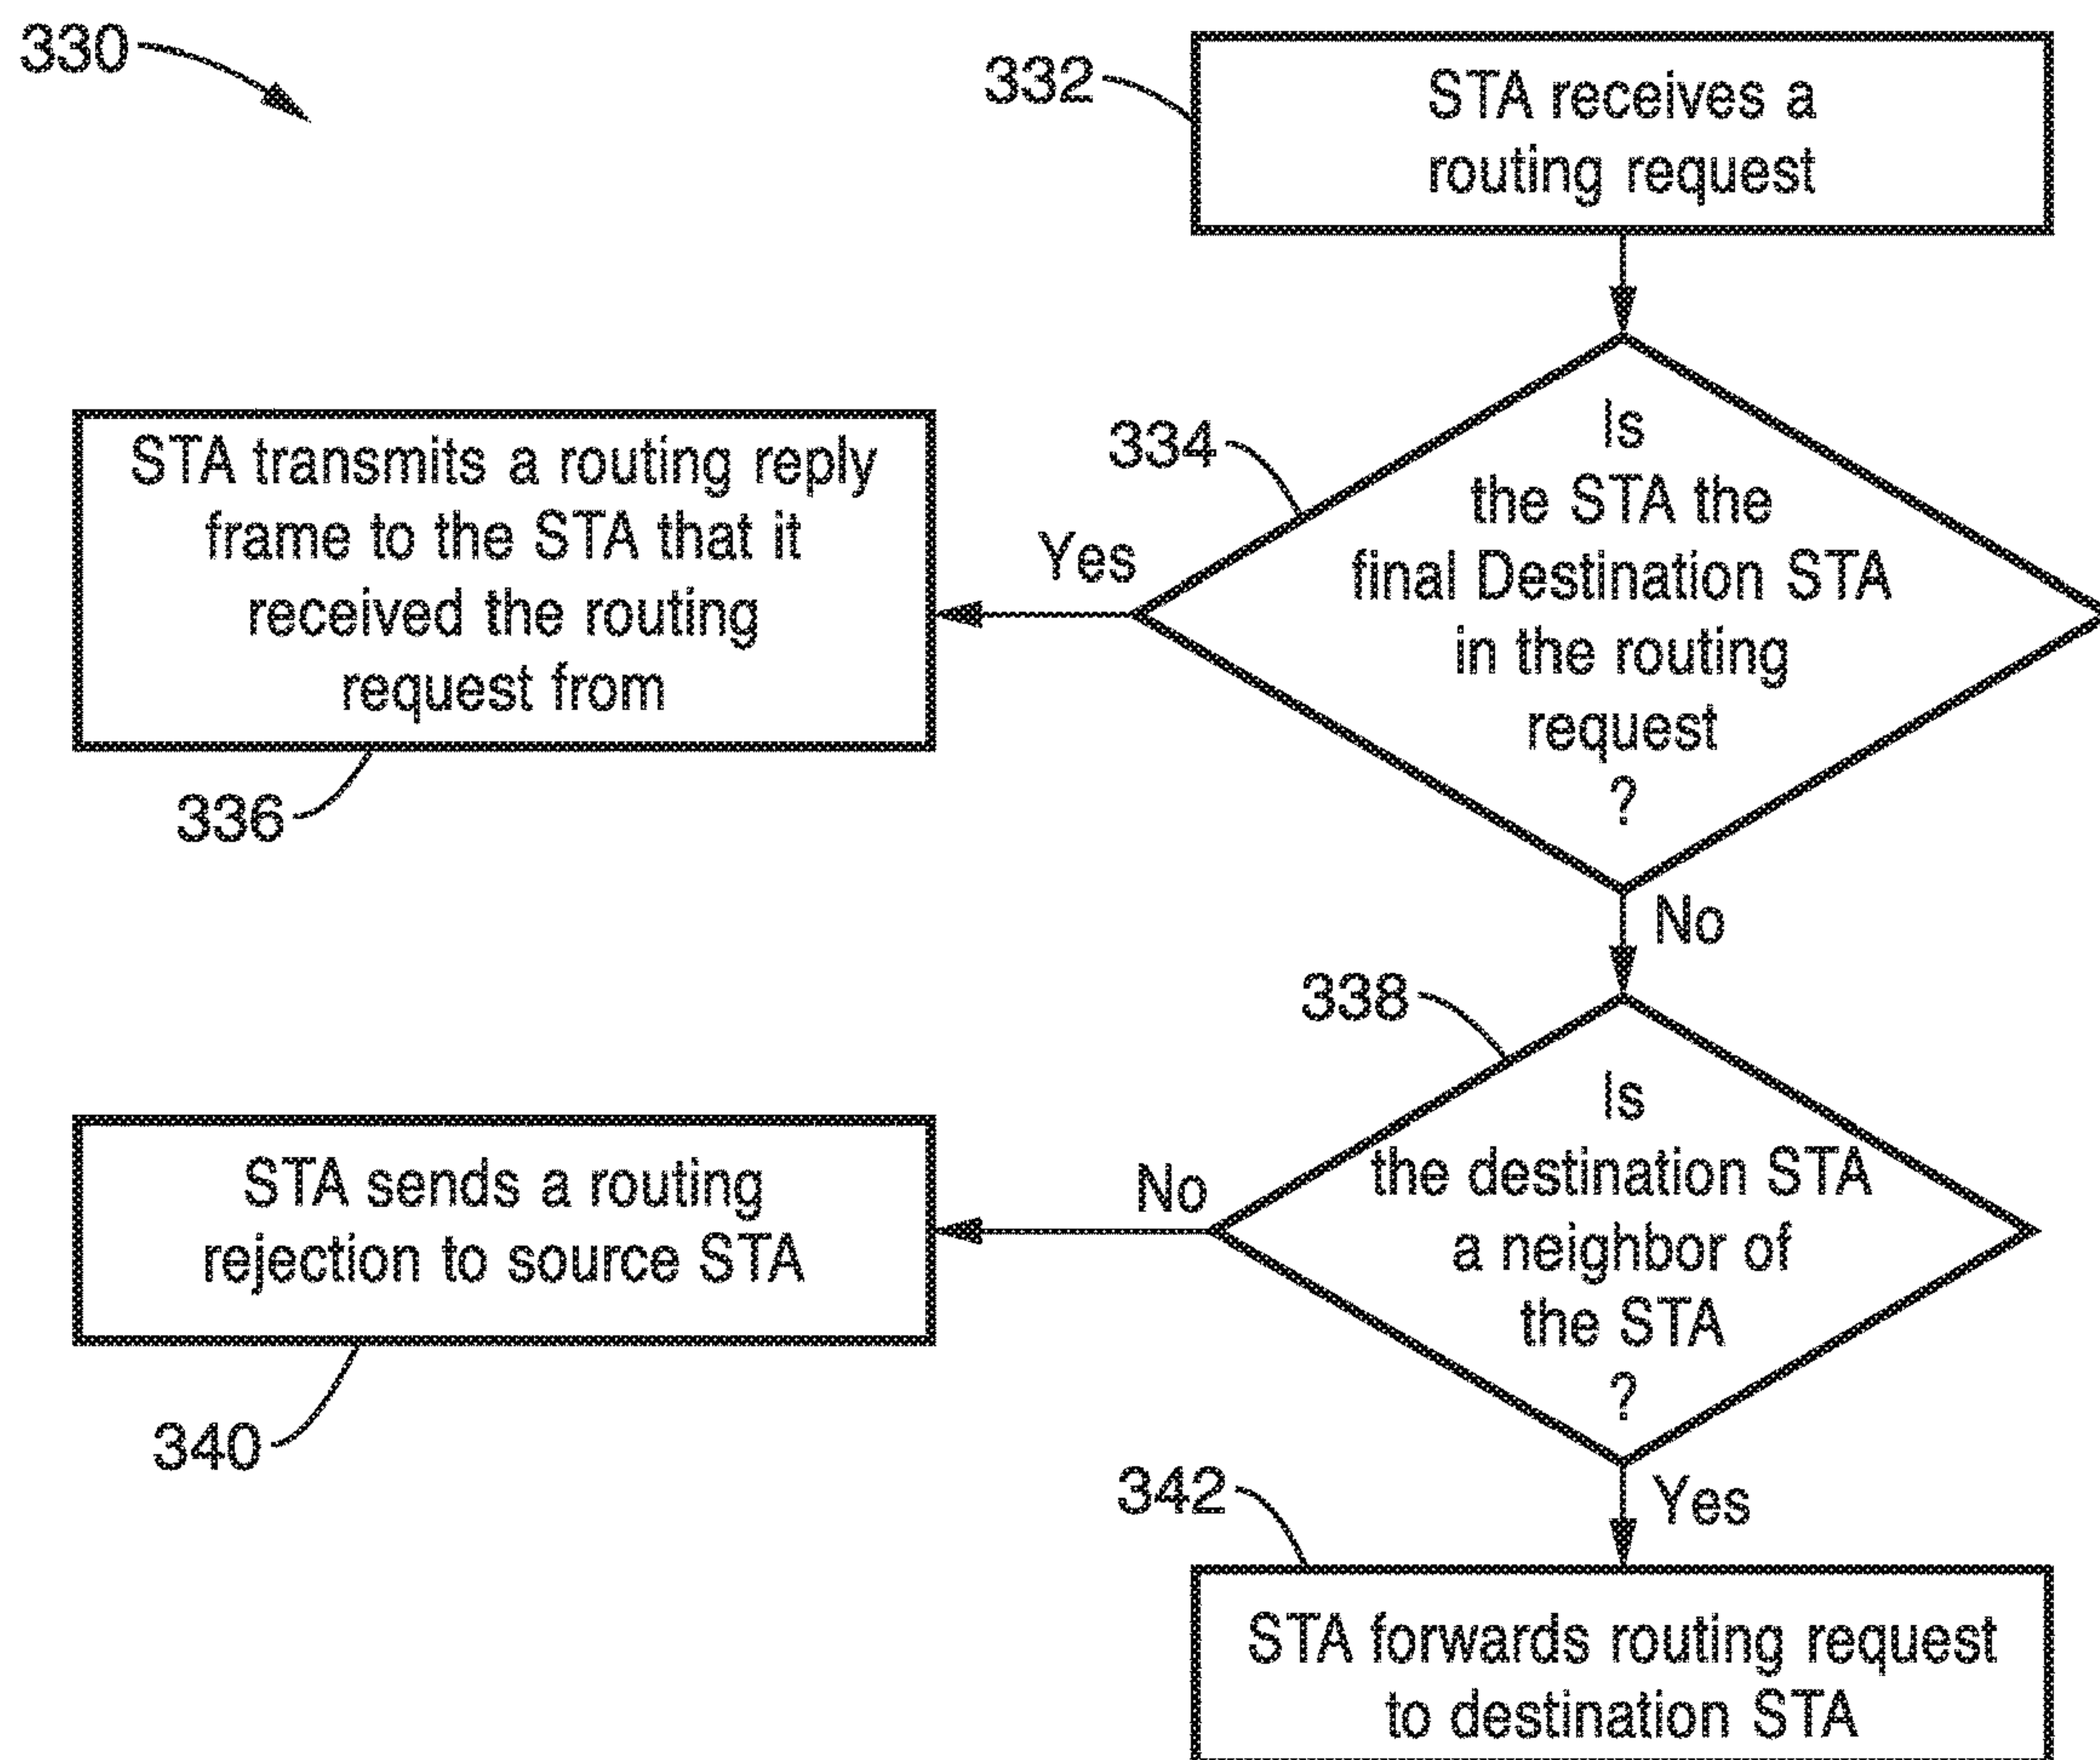 330
332
STA receives a
routing request
334
Is
the STA the
final Destination STA
in the routing
request
?
Yes
STA transmits a routing reply
frame to the STA that it
received the routing
request from
336
No
338
Is
the destination STA
a neighbor of
the STA
?
No
STA sends a routing
rejection to source STA
340
Yes
342
STA forwards routing request
to destination STA